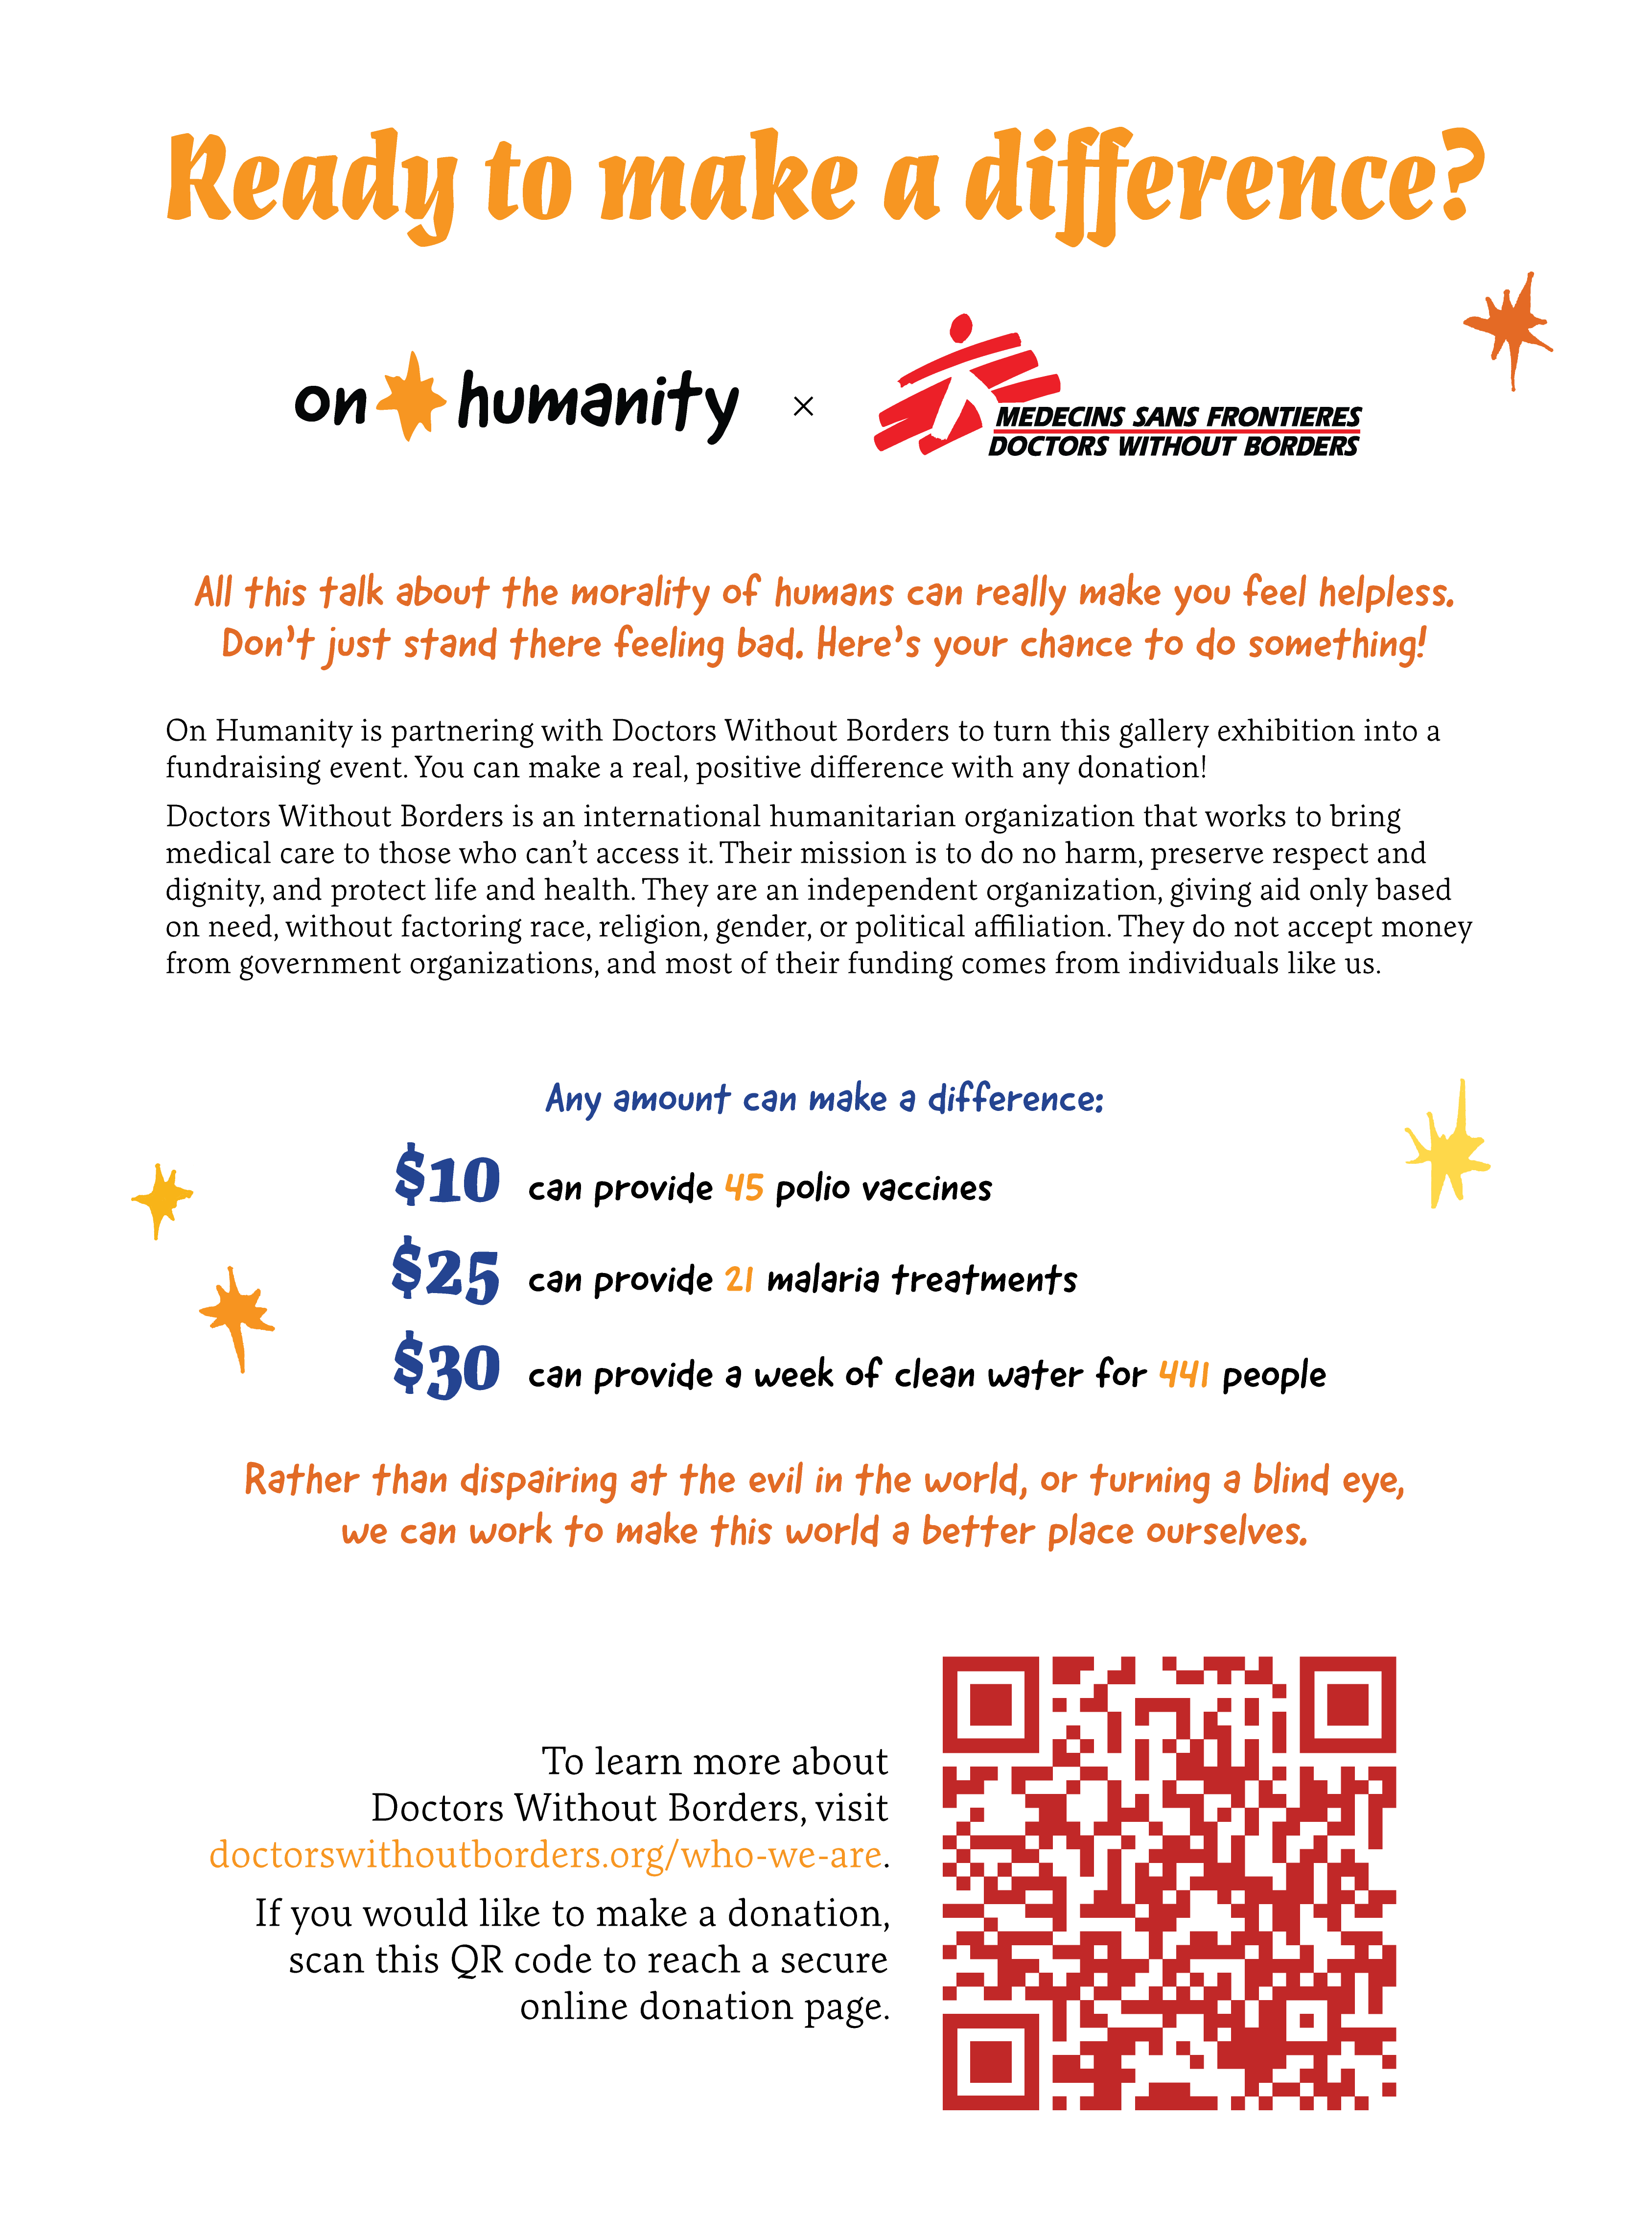 Ready to make a difference?
on humanity × MEDECINS SANS FRONTIERES
DOCTORS WITHOUT BORDERS
All this talk about the morality of humans can really make you feel helpless.
Don't just stand there feeling bad. Here's your chance to do something!
On Humanity is partnering with Doctors Without Borders to turn this gallery exhibition into a
fundraising event. You can make a real, positive difference with any donation!
Doctors Without Borders is an international humanitarian organization that works to bring
medical care to those who can’t access it. Their mission is to do no harm, preserve respect and
dignity, and protect life and health. They are an independent organization, giving aid only based
on need, without factoring race, religion, gender, or political affiliation. They do not accept money
from government organizations, and most of their funding comes from individuals like us.
Any amount can make a difference:
$10 can provide 45 polio vaccines
$25 can provide 21 malaria treatments
$30 can provide a week of clean water for 441 people
Rather than dispairing at the evil in the world, or turning a blind eye,
we can work to make this world a better place ourselves.
To learn more about
Doctors Without Borders, visit
doctorswithoutborders.org/who-we-are.
If you would like to make a donation,
scan this QR code to reach a secure
online donation page.